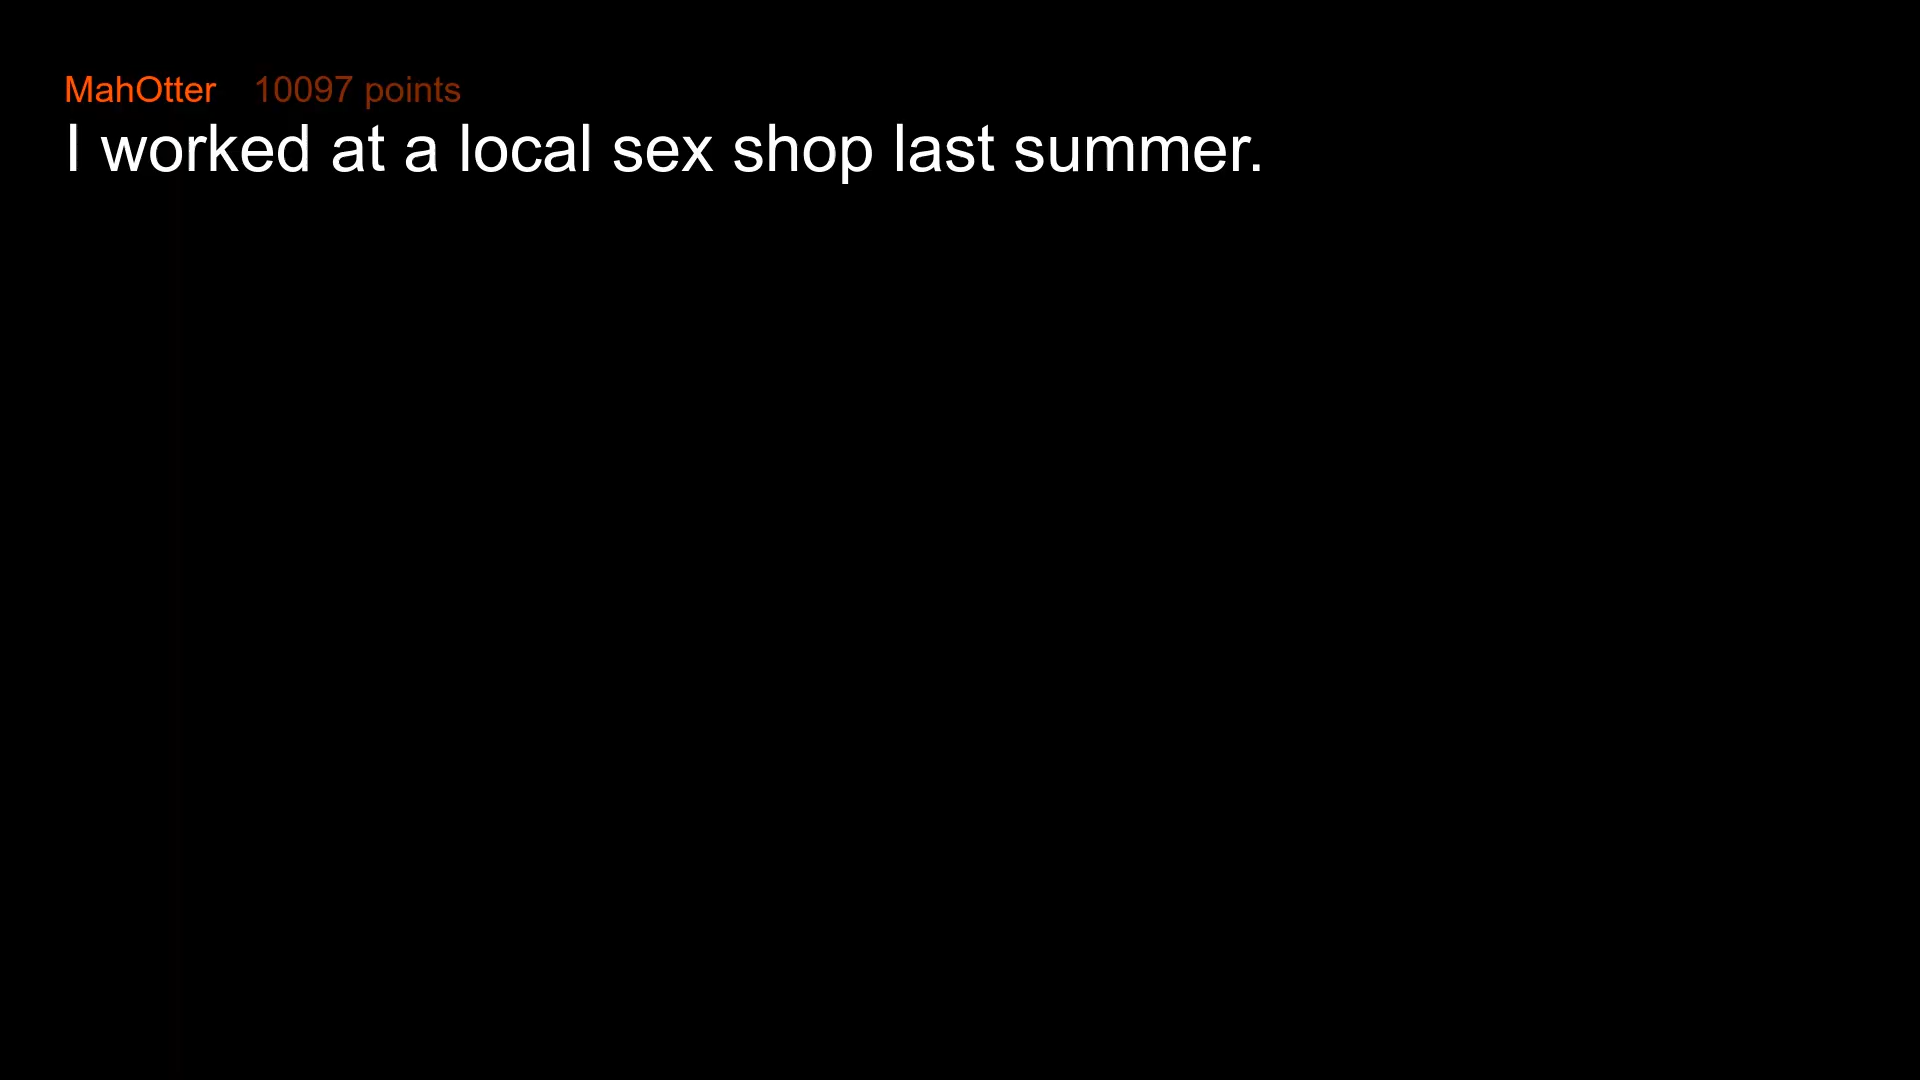 MahOtter 10097 points
I worked at a local sex shop last summer.